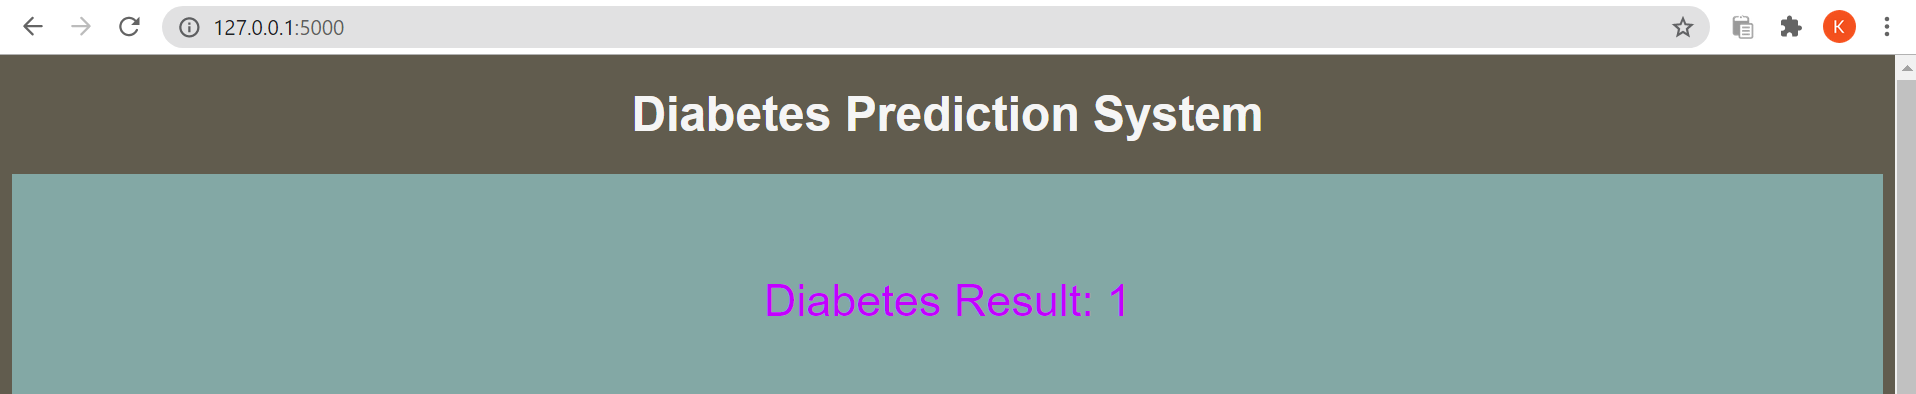 127.0.0.1:5000
K
Diabetes Prediction System
Diabetes Result: 1